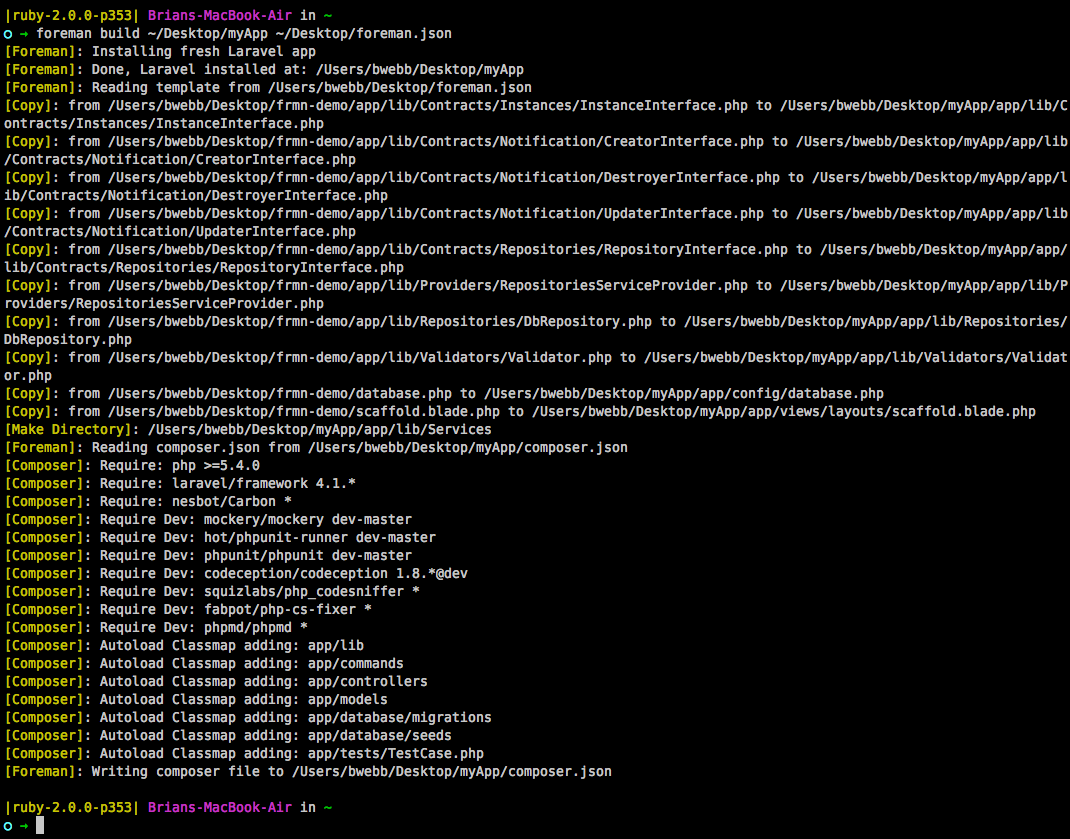 |ruby-2.0.0-p353| Brians-MacBook-Air in ~
○ → foreman build ~/Desktop/myApp ~/Desktop/foreman.json
[Foreman]: Installing fresh Laravel app
[Foreman]: Done, Laravel installed at: /Users/bwebb/Desktop/myApp
[Foreman]: Reading template from /Users/bwebb/Desktop/foreman.json
[Copy]: from /Users/bwebb/Desktop/frmn-demo/app/lib/Contracts/Instances/InstanceInterface.php to /Users/bwebb/Desktop/myApp/app/lib/C
ontracts/Instances/InstanceInterface.php
[Copy]: from /Users/bwebb/Desktop/frmn-demo/app/lib/Contracts/Notification/CreatorInterface.php to /Users/bwebb/Desktop/myApp/app/lib
/Contracts/Notification/CreatorInterface.php
[Copy]: from /Users/bwebb/Desktop/frmn-demo/app/lib/Contracts/Notification/DestroyerInterface.php to /Users/bwebb/Desktop/myApp/app/l
ib/Contracts/Notification/DestroyerInterface.php
[Copy]: from /Users/bwebb/Desktop/frmn-demo/app/lib/Contracts/Notification/UpdaterInterface.php to /Users/bwebb/Desktop/myApp/app/lib
/Contracts/Notification/UpdaterInterface.php
[Copy]: from /Users/bwebb/Desktop/frmn-demo/app/lib/Contracts/Repositories/RepositoryInterface.php to /Users/bwebb/Desktop/myApp/app/
lib/Contracts/Repositories/RepositoryInterface.php
[Copy]: from /Users/bwebb/Desktop/frmn-demo/app/lib/Providers/RepositoriesServiceProvider.php to /Users/bwebb/Desktop/myApp/app/lib/P
roviders/RepositoriesServiceProvider.php
[Copy]: from /Users/bwebb/Desktop/frmn-demo/app/lib/Repositories/DbRepository.php to /Users/bwebb/Desktop/myApp/app/lib/Repositories/
DbRepository.php
[Copy]: from /Users/bwebb/Desktop/frmn-demo/app/lib/Validators/Validator.php to /Users/bwebb/Desktop/myApp/app/lib/Validators/Validat
or.php
[Copy]: from /Users/bwebb/Desktop/frmn-demo/database.php to /Users/bwebb/Desktop/myApp/app/config/database.php
[Copy]: from /Users/bwebb/Desktop/frmn-demo/scaffold.blade.php to /Users/bwebb/Desktop/myApp/app/views/layouts/scaffold.blade.php
[Make Directory]: /Users/bwebb/Desktop/myApp/app/lib/Services
[Foreman]: Reading composer.json from /Users/bwebb/Desktop/myApp/composer.json
[Composer]: Require: php >=5.4.0
[Composer]: Require: laravel/framework 4.1.*
[Composer]: Require: nesbot/Carbon *
[Composer]: Require Dev: mockery/mockery dev-master
[Composer]: Require Dev: hot/phpunit-runner dev-master
[Composer]: Require Dev: phpunit/phpunit dev-master
[Composer]: Require Dev: codeception/codeception 1.8.*@dev
[Composer]: Require Dev: squizlabs/php_codesniffer *
[Composer]: Require Dev: fabpot/php-cs-fixer *
[Composer]: Require Dev: phpmd/phpmd *
[Composer]: Autoload Classmap adding: app/lib
[Composer]: Autoload Classmap adding: app/commands
[Composer]: Autoload Classmap adding: app/controllers
[Composer]: Autoload Classmap adding: app/models
[Composer]: Autoload Classmap adding: app/database/migrations
[Composer]: Autoload Classmap adding: app/database/seeds
[Composer]: Autoload Classmap adding: app/tests/TestCase.php
[Foreman]: Writing composer file to /Users/bwebb/Desktop/myApp/composer.json
|ruby-2.0.0-p353| Brians-MacBook-Air in ~
○ →